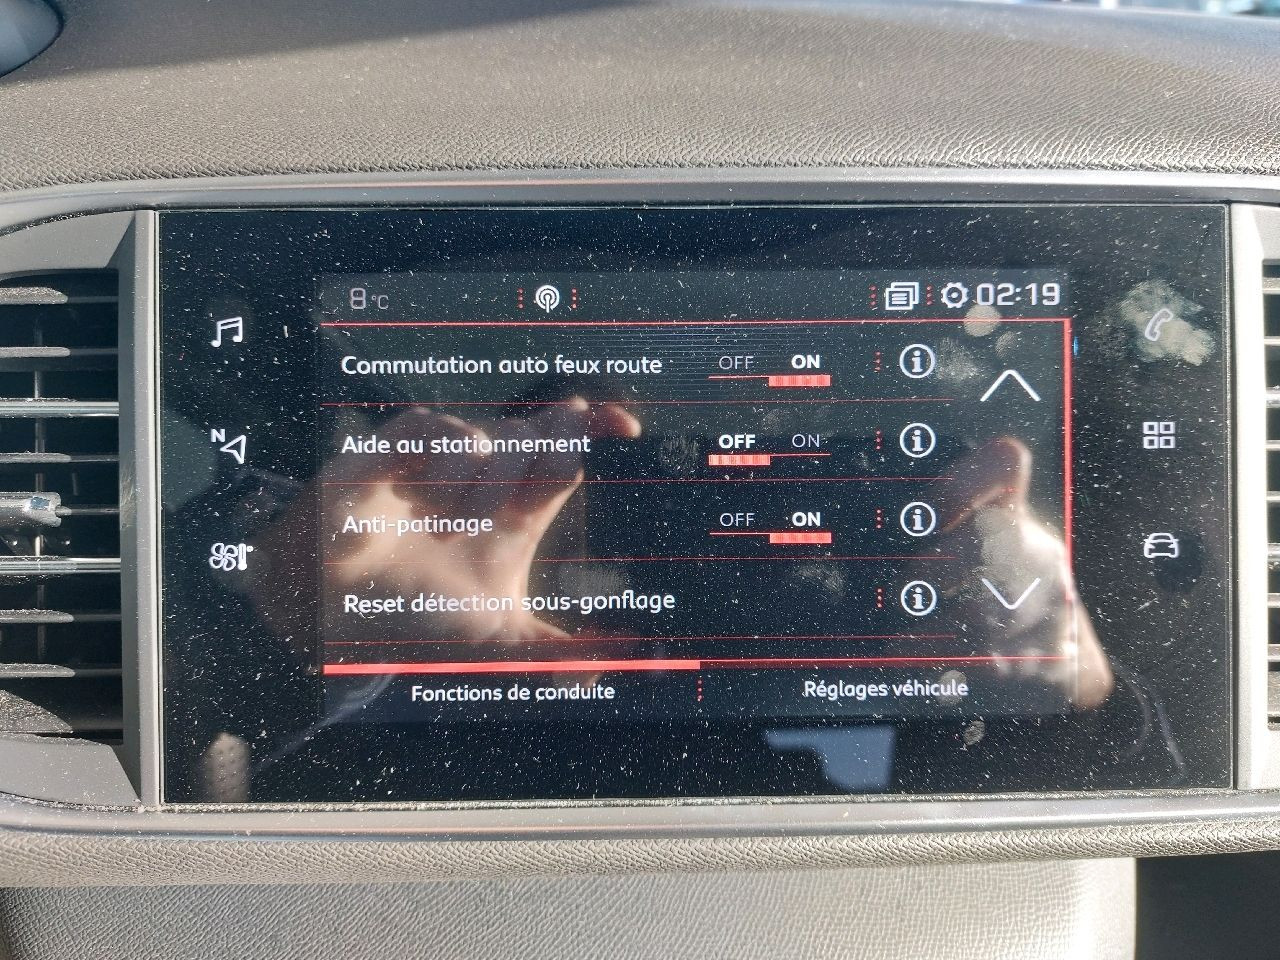 8°C
02:19
Commutation auto feux route OFF ON
Aide au stationnement OFF ON
Anti-patinage OFF ON
Reset détection sous-gonflage
Fonctions de conduite Réglages véhicule
N